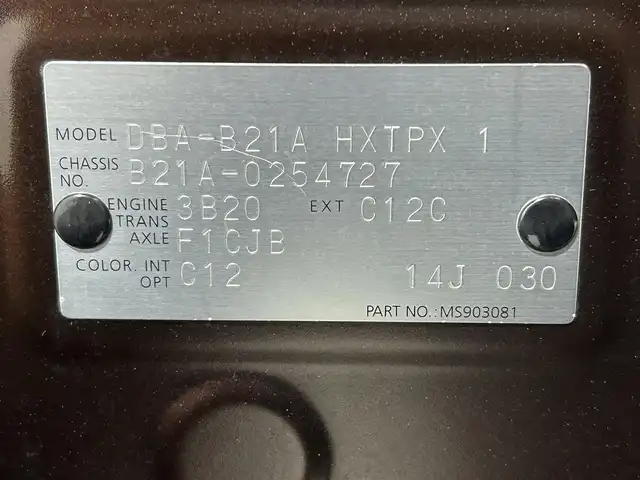 MODEL DBA-B21A HXTPX 1
CHASSIS NO. B21A-0254727
ENGINE 3B20 EXT C12C
TRANS AXLE F1CJB
COLOR. INT OPT C12 14J 030
PART NO.:MS903081